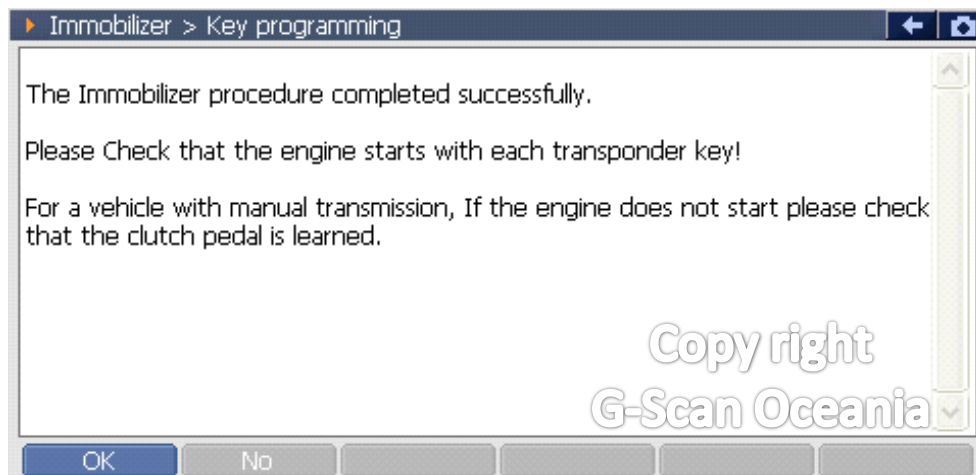 Immobilizer > Key programming
The Immobilizer procedure completed successfully.
Please Check that the engine starts with each transponder key!
For a vehicle with manual transmission, If the engine does not start please check
that the clutch pedal is learned.
Copy right
G-Scan Oceania
OK No